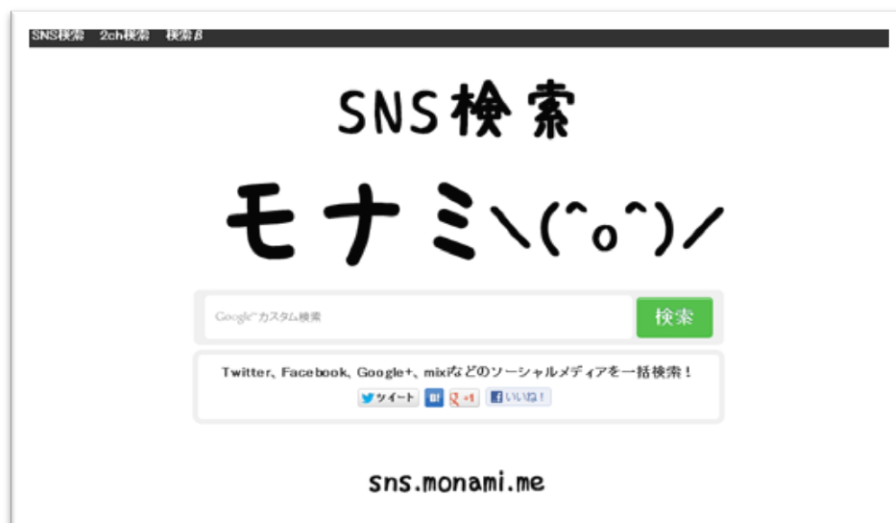 SNS検索 2ch検索 検索β
SNS検索
モナミ＼(^o^)／
Google™カスタム検索 検索
Twitter、Facebook、Google+、mixiなどのソーシャルメディアを一括検索！
ツイート B! g +1 いいね！
sns.monami.me